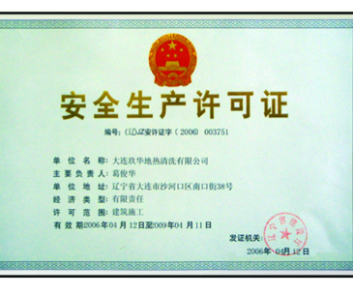 安全生产许可证
编号:(辽)JZ安许证字〔2006〕003751
单 位 名 称:大连玖华地热清洗有限公司
主 要 负 责 人:葛俊华
单 位 地 址:辽宁省大连市沙河口区南口街38号
经 济 类 型:有限责任
许 可 范 围:建筑施工
有 效 期2006年04月12日至2009年04月11日
发证机关:
2006年04月12日